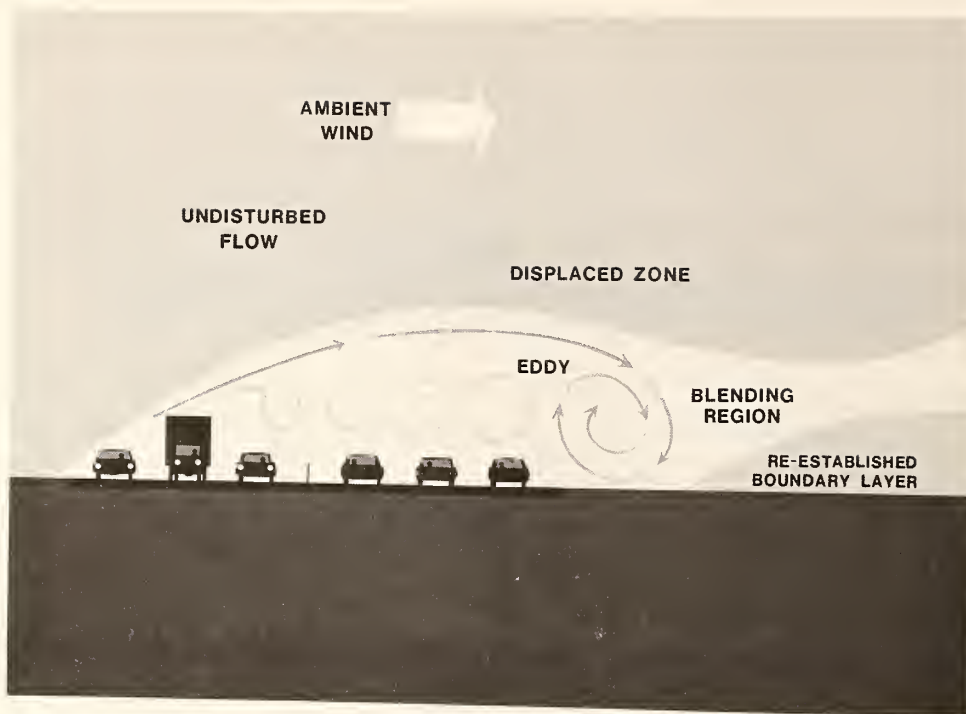 AMBIENT
WIND
UNDISTURBED
FLOW
DISPLACED ZONE
EDDY
BLENDING
REGION
RE-ESTABLISHED
BOUNDARY LAYER